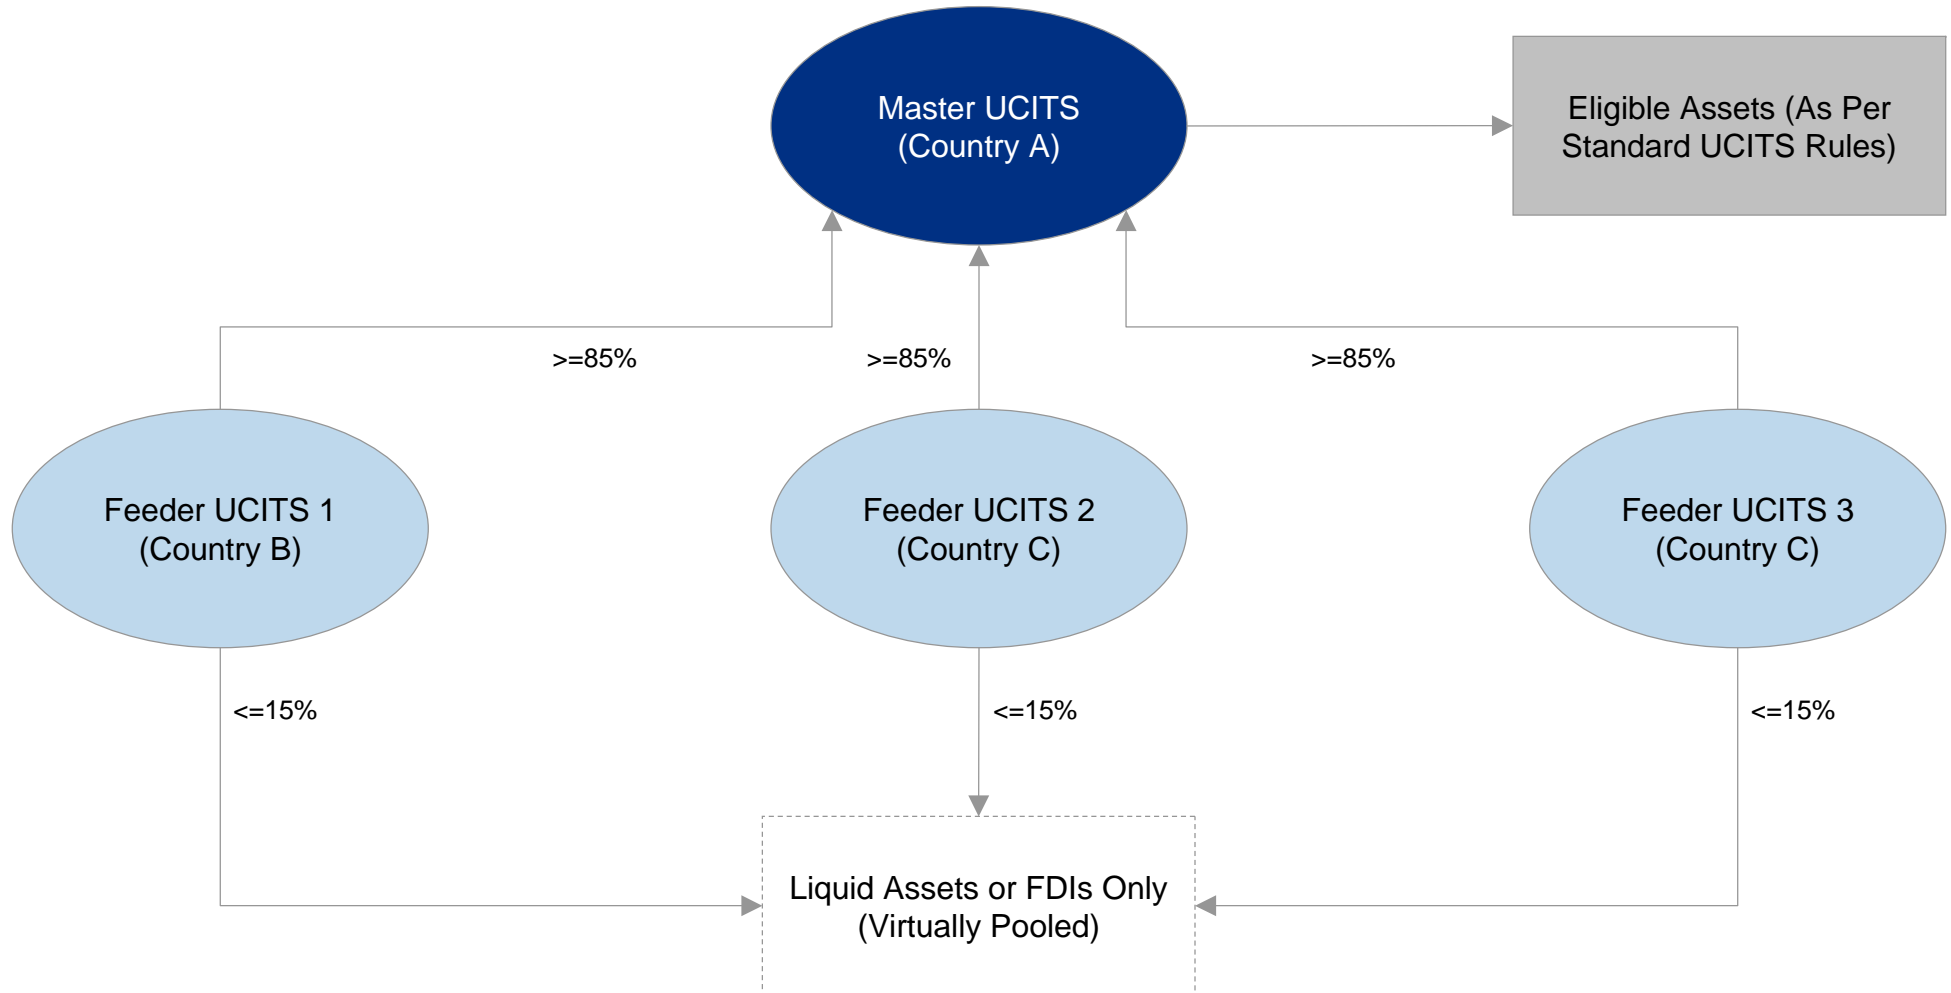 Master UCITS
(Country A)
Eligible Assets (As Per
Standard UCITS Rules)
>=85%
>=85%
>=85%
Feeder UCITS 1
(Country B)
Feeder UCITS 2
(Country C)
Feeder UCITS 3
(Country C)
<=15%
<=15%
<=15%
Liquid Assets or FDIs Only
(Virtually Pooled)